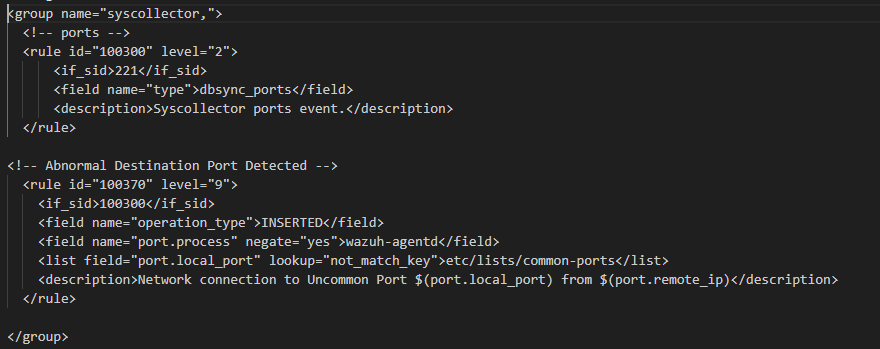 <group name="syscollector,">
<!-- ports -->
<rule id="100300" level="2">
<if_sid>221</if_sid>
<field name="type">dbsync_ports</field>
<description>Syscollector ports event.</description>
</rule>
<!-- Abnormal Destination Port Detected -->
<rule id="100370" level="9">
<if_sid>100300</if_sid>
<field name="operation_type">INSERTED</field>
<field name="port.process" negate="yes">wazuh-agentd</field>
<list field="port.local_port" lookup="not_match_key">etc/lists/common-ports</list>
<description>Network connection to Uncommon Port $(port.local_port) from $(port.remote_ip)</description>
</rule>
</group>